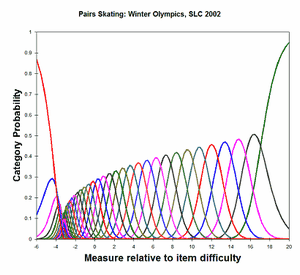 Pairs Skating: Winter Olympics, SLC 2002
1
0.9
0.8
0.7
0.6
0.5
0.4
0.3
0.2
0.1
0
Category Probability
-6 -4 -2 0 2 4 6 8 10 12 14 16 18 20
Measure relative to item difficulty